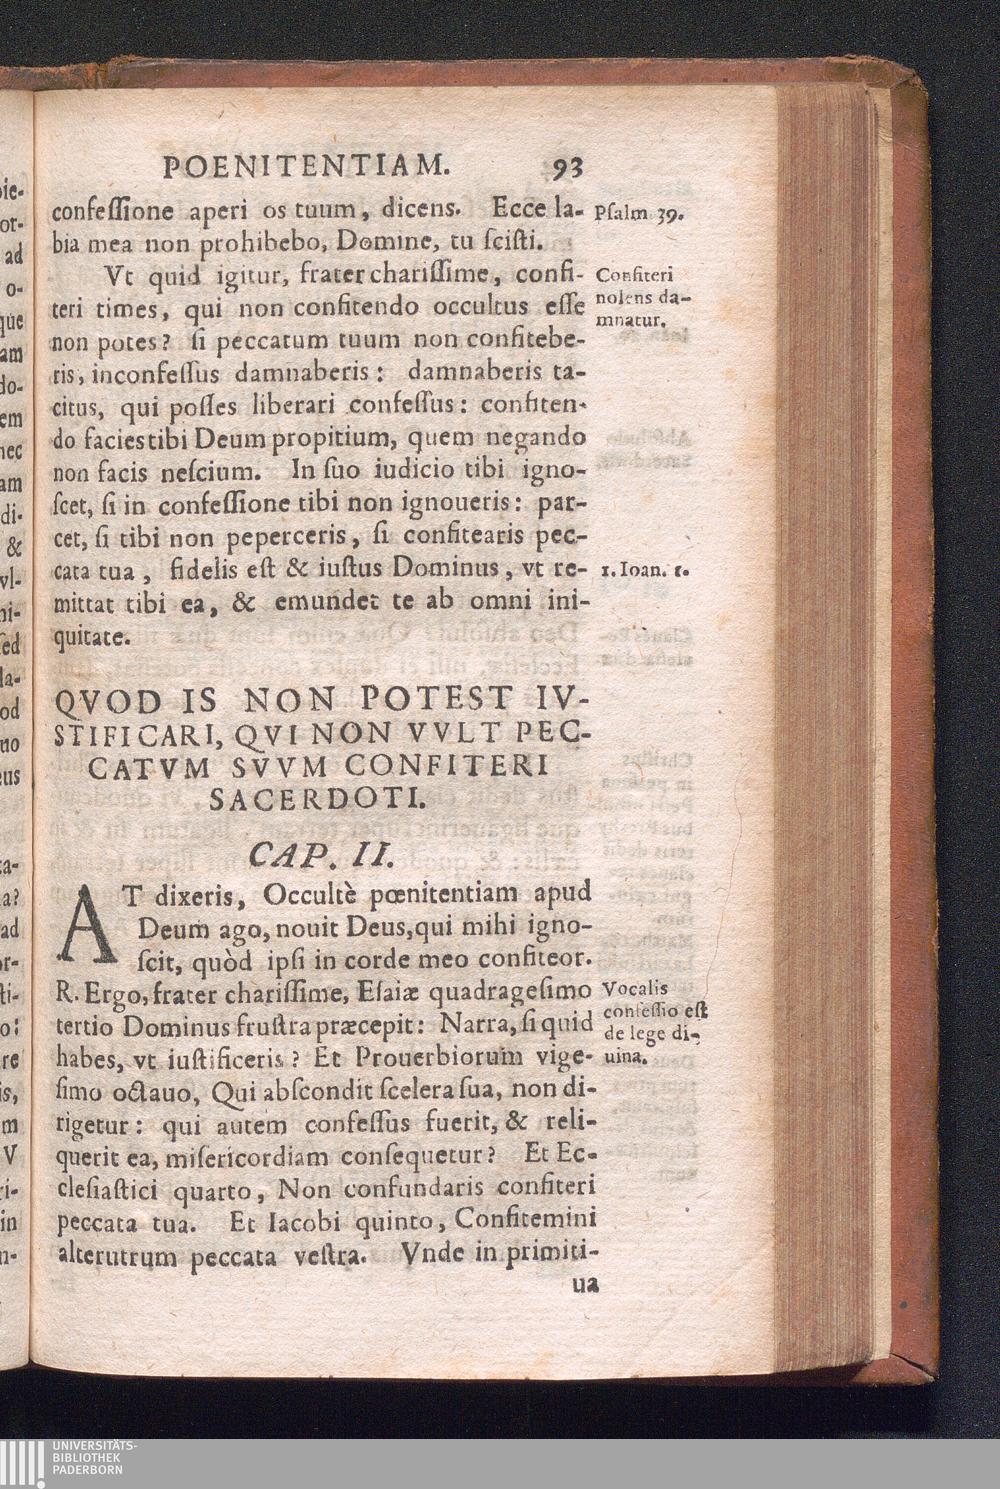 POENITENTIAM. 93
confeſſione aperi os tuum, dicens. Ecce la-
bia mea non prohibebo, Domine, tu ſciſti.
Vt quid igitur, frater chariſſime, confi-
teri times, qui non confitendo occultus eſſe
non potes? ſi peccatum tuum non confitebe-
ris, inconfeſſus damnaberis: damnaberis ta-
citus, qui poſſes liberari confeſſus: confiten-
do facies tibi Deum propitium, quem negando
non facis neſcium. In ſuo iudicio tibi igno-
ſcet, ſi in confeſſione tibi non ignoueris: par-
cet, ſi tibi non peperceris, ſi confitearis pec-
cata tua, fidelis eſt & iuſtus Dominus, vt re-
mittat tibi ea, & emundet te ab omni ini-
quitate.
Pſalm 39.
Confiteri
nolens da-
mnatur.
1. Ioan. 1.
QVOD IS NON POTEST IV-
STIFICARI, QVI NON VVLT PEC-
CATVM SVVM CONFITERI
SACERDOTI.
CAP. II.
AT dixeris, Occultè pœnitentiam apud
Deum ago, nouit Deus, qui mihi igno-
ſcit, quòd ipſi in corde meo confiteor.
R. Ergo, frater chariſſime, Eſaiæ quadrageſimo
tertio Dominus fruſtra præcepit: Narra, ſi quid
habes, vt iuſtificeris? Et Prouerbiorum vige-
ſimo octauo, Qui abſcondit ſcelera ſua, non di-
rigetur: qui autem confeſſus fuerit, & reli-
querit ea, miſericordiam conſequetur? Et Ec-
cleſiaſtici quarto, Non confundaris confiteri
peccata tua. Et Iacobi quinto, Confitemini
alterutrum peccata veſtra. Vnde in primiti-
ua
Vocalis
confeſſio eſt
de lege di-
uina.
UNIVERSITÄTS-
BIBLIOTHEK
PADERBORN